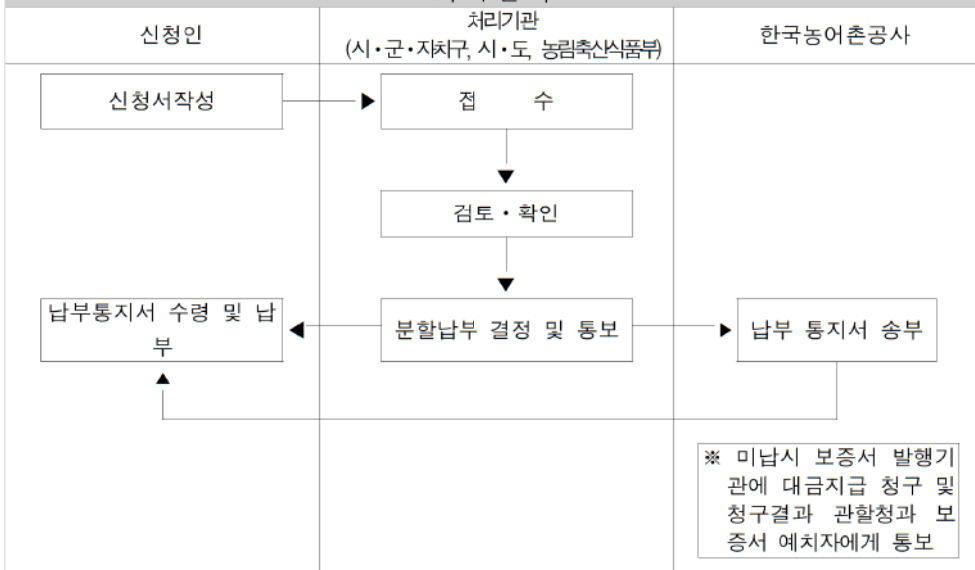 신청인
처리기관
(시・군・자치구, 시・도, 농림축산식품부)
한국농어촌공사
신청서작성
접 수
검토・확인
납부통지서 수령 및 납
부
분할납부 결정 및 통보
납부 통지서 송부
※ 미납시 보증서 발행기
관에 대금지급 청구 및
청구결과 관할청과 보
증서 예치자에게 통보